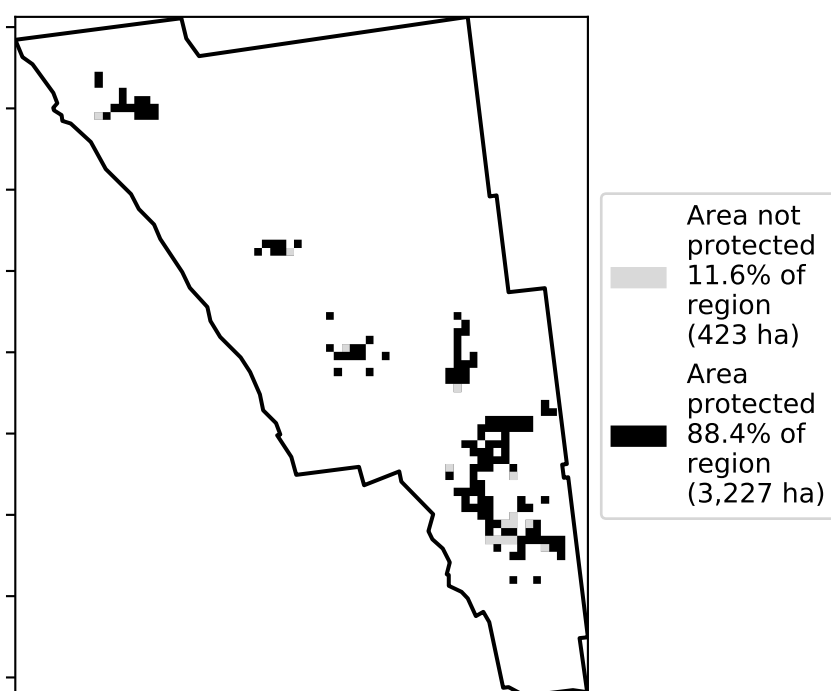 Area not
protected
11.6% of
region
(423 ha)
Area
protected
88.4% of
region
(3,227 ha)